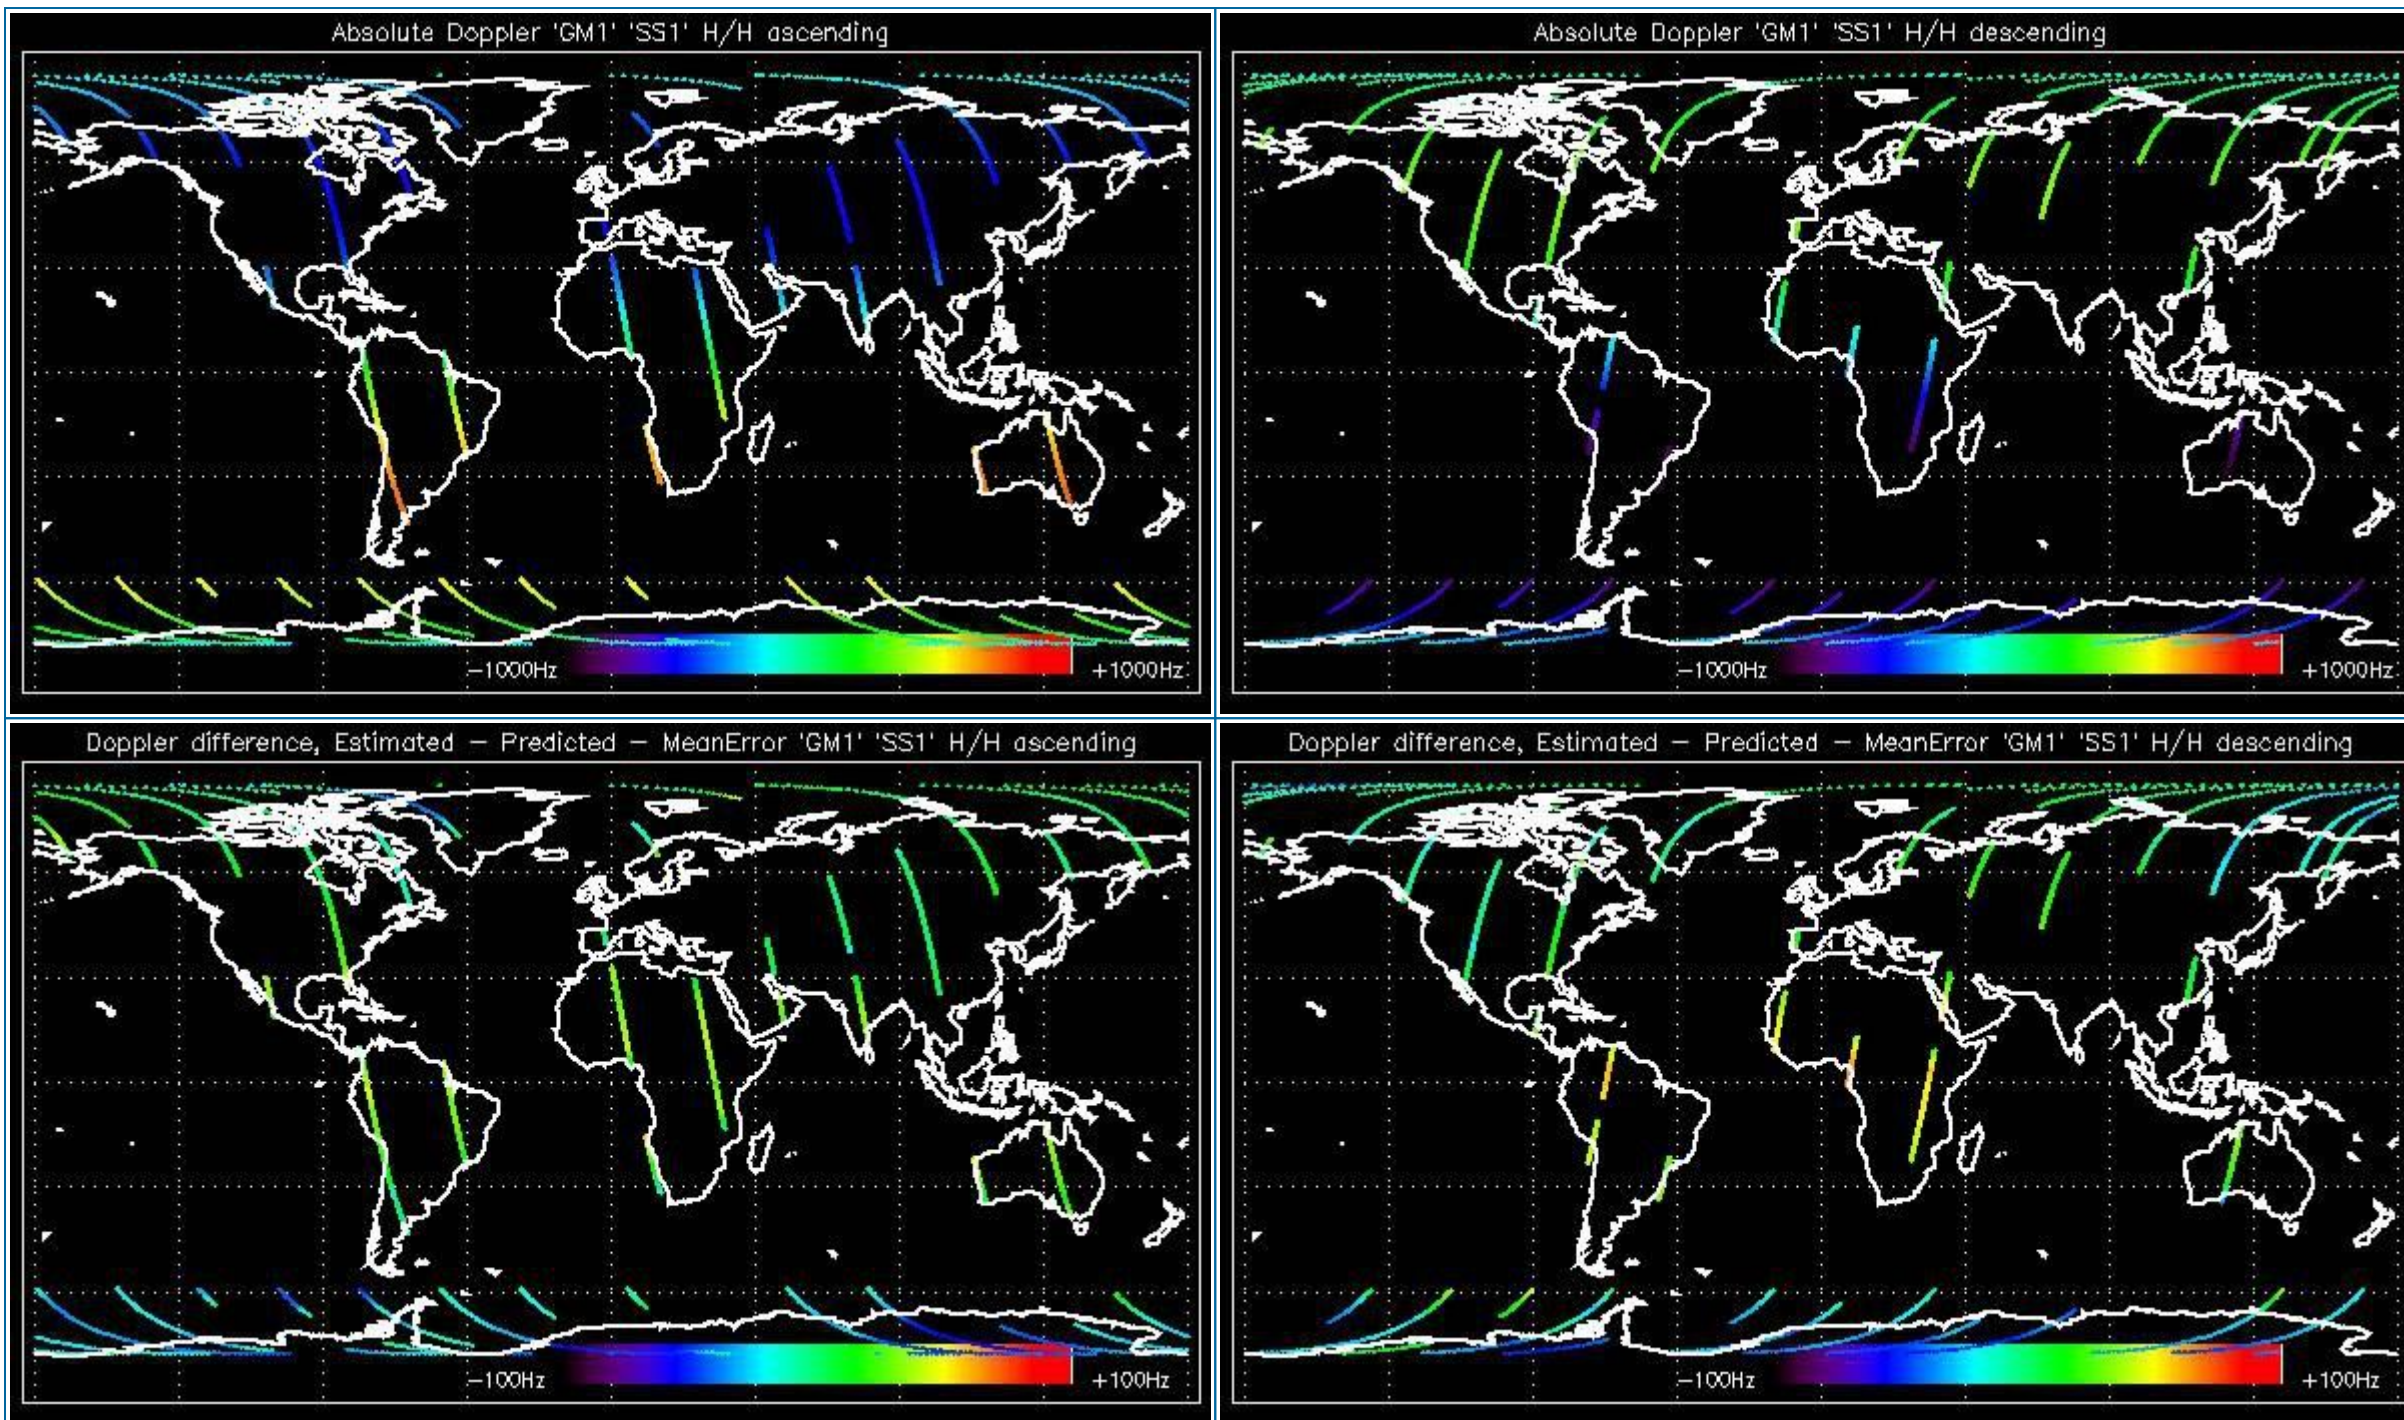 Absolute Doppler 'GM1' 'SS1' H/H ascending
-1000Hz +1000Hz
Absolute Doppler 'GM1' 'SS1' H/H descending
-1000Hz +1000Hz
Doppler difference, Estimated - Predicted - MeanError 'GM1' 'SS1' H/H ascending
-100Hz +100Hz
Doppler difference, Estimated - Predicted - MeanError 'GM1' 'SS1' H/H descending
-100Hz +100Hz